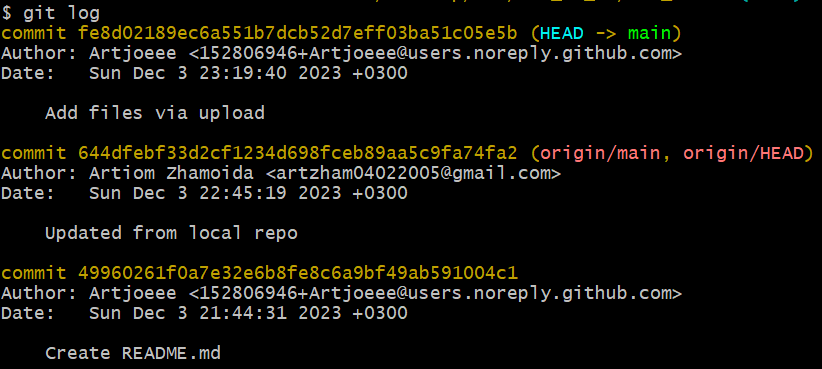 $ git log
commit fe8d02189ec6a551b7dcb52d7eff03ba51c05e5b (HEAD -> main)
Author: Artjoeee <152806946+Artjoeee@users.noreply.github.com>
Date:   Sun Dec 3 23:19:40 2023 +0300
    Add files via upload
commit 644dfebf33d2cf1234d698fceb89aa5c9fa74fa2 (origin/main, origin/HEAD)
Author: Artiom Zhamoida <artzham04022005@gmail.com>
Date:   Sun Dec 3 22:45:19 2023 +0300
    Updated from local repo
commit 49960261f0a7e32e6b8fe8c6a9bf49ab591004c1
Author: Artjoeee <152806946+Artjoeee@users.noreply.github.com>
Date:   Sun Dec 3 21:44:31 2023 +0300
    Create README.md